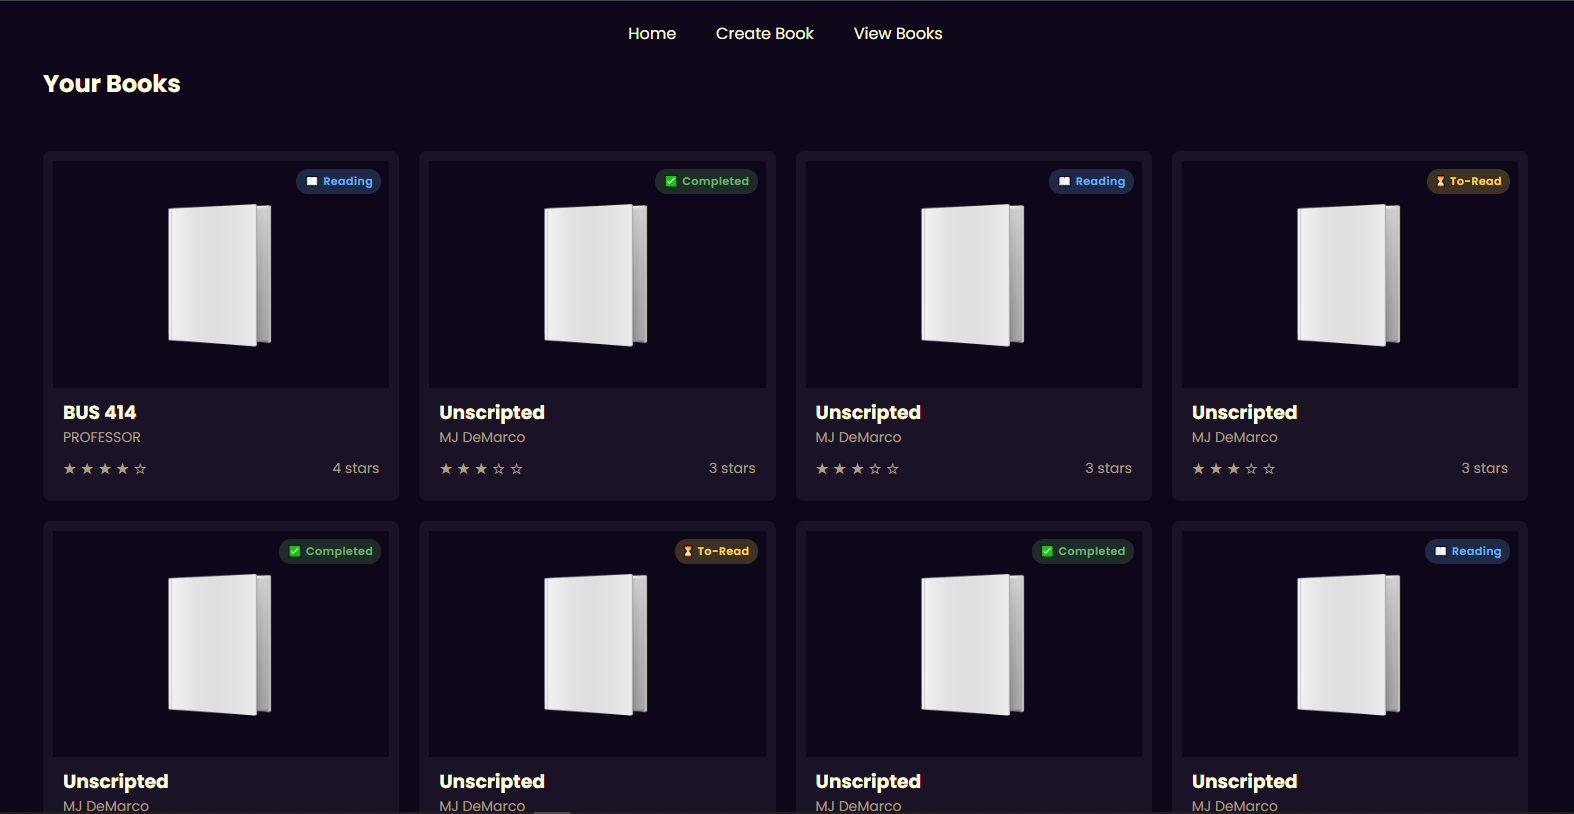 Home Create Book View Books
Your Books
Reading
Completed
Reading
To-Read
BUS 414
PROFESSOR
4 stars
Unscripted
MJ DeMarco
3 stars
Unscripted
MJ DeMarco
3 stars
Unscripted
MJ DeMarco
3 stars
Completed
To-Read
Completed
Reading
Unscripted
MJ DeMarco
Unscripted
MJ DeMarco
Unscripted
MJ DeMarco
Unscripted
MJ DeMarco